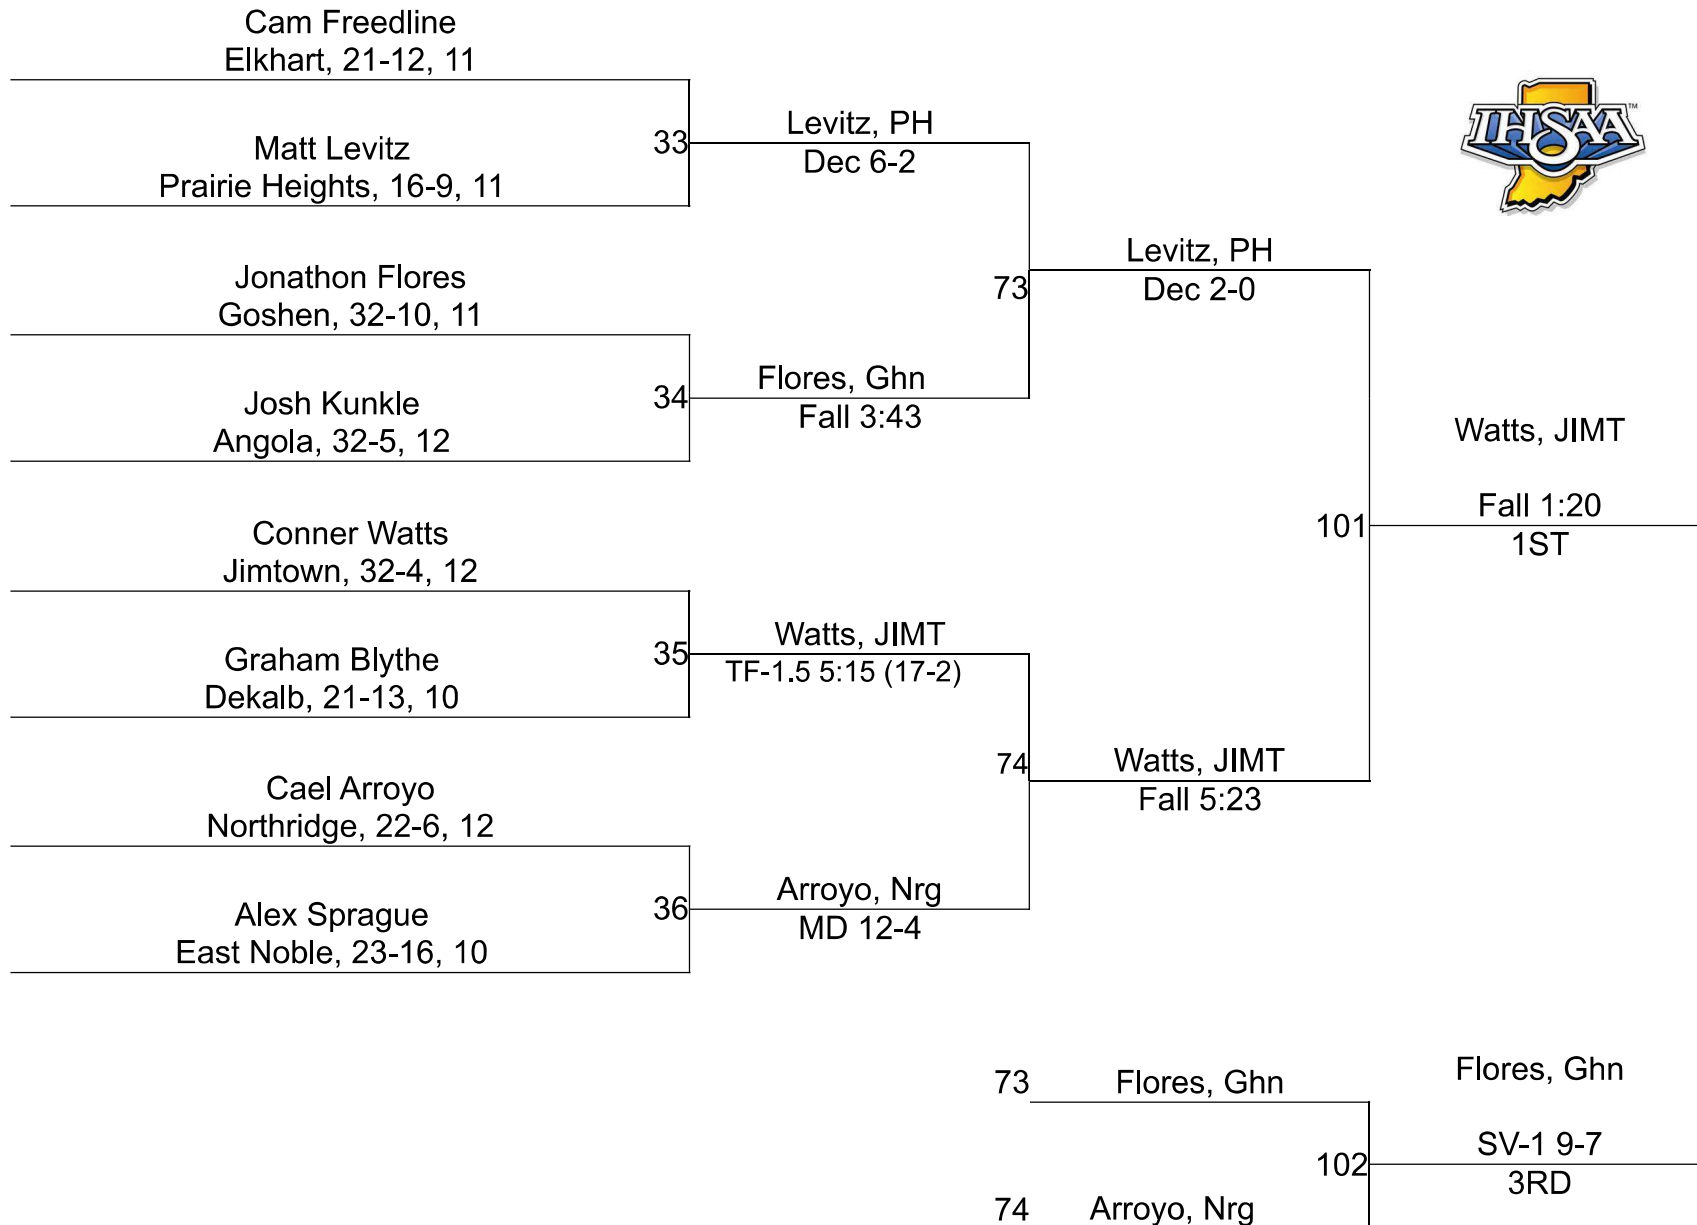 Cam Freedline
Elkhart, 21-12, 11
Matt Levitz
Prairie Heights, 16-9, 11
33
Levitz, PH
Dec 6-2
Jonathon Flores
Goshen, 32-10, 11
Josh Kunkle
Angola, 32-5, 12
34
Flores, Ghn
Fall 3:43
73
Levitz, PH
Dec 2-0
Conner Watts
Jimtown, 32-4, 12
Graham Blythe
Dekalb, 21-13, 10
35
Watts, JIMT
TF-1.5 5:15 (17-2)
Cael Arroyo
Northridge, 22-6, 12
Alex Sprague
East Noble, 23-16, 10
36
Arroyo, Nrg
MD 12-4
74
Watts, JIMT
Fall 5:23
101
Watts, JIMT
Fall 1:20
1ST
IHSAA™
73
Flores, Ghn
74
Arroyo, Nrg
102
Flores, Ghn
SV-1 9-7
3RD